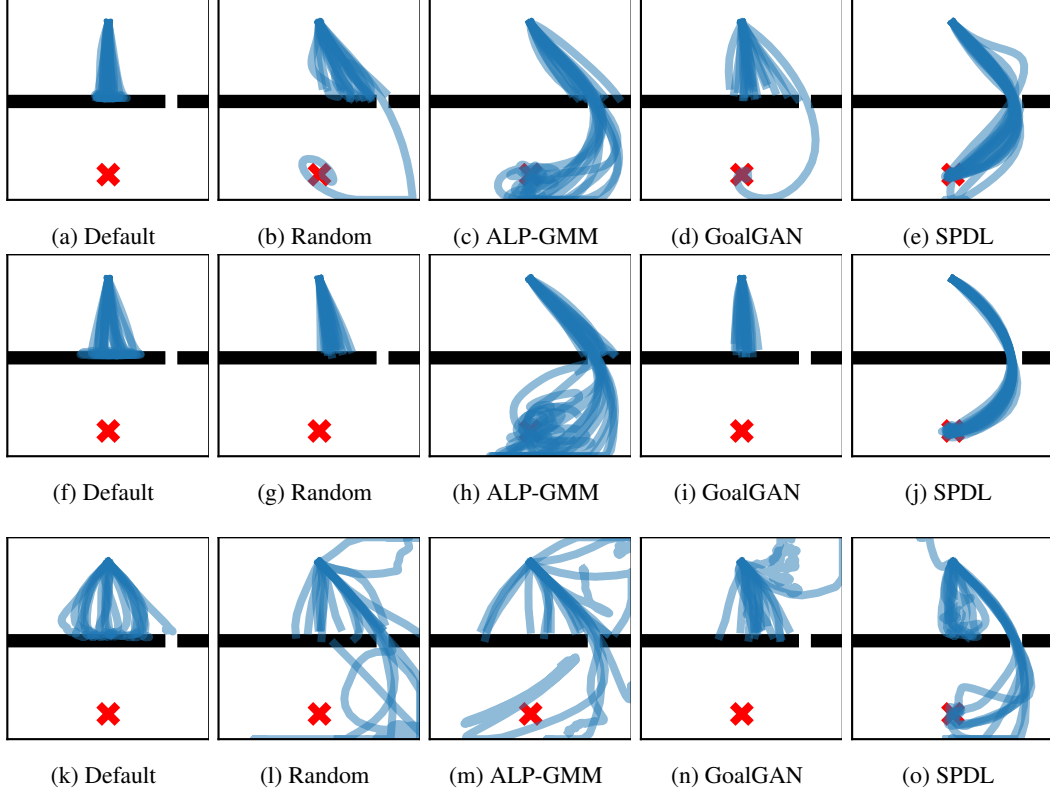 (a) Default (b) Random (c) ALP-GMM (d) GoalGAN (e) SPDL
(f) Default (g) Random (h) ALP-GMM (i) GoalGAN (j) SPDL
(k) Default (l) Random (m) ALP-GMM (n) GoalGAN (o) SPDL